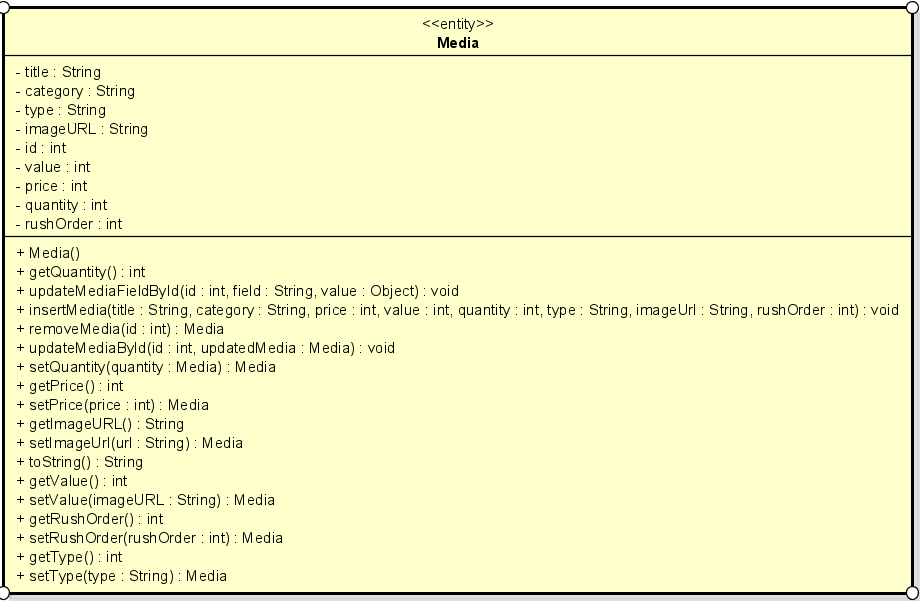 <<entity>>
Media
- title : String
- category : String
- type : String
- imageURL : String
- id : int
- value : int
- price : int
- quantity : int
- rushOrder : int
+ Media()
+ getQuantity() : int
+ updateMediaFieldById(id : int, field : String, value : Object) : void
+ insertMedia(title : String, category : String, price : int, value : int, quantity : int, type : String, imageUrl : String, rushOrder : int) : void
+ removeMedia(id : int) : Media
+ updateMediaById(id : int, updatedMedia : Media) : void
+ setQuantity(quantity : Media) : Media
+ getPrice() : int
+ setPrice(price : int) : Media
+ getImageURL() : String
+ setImageUrl(url : String) : Media
+ toString() : String
+ getValue() : int
+ setValue(imageURL : String) : Media
+ getRushOrder() : int
+ setRushOrder(rushOrder : int) : Media
+ getType() : int
+ setType(type : String) : Media